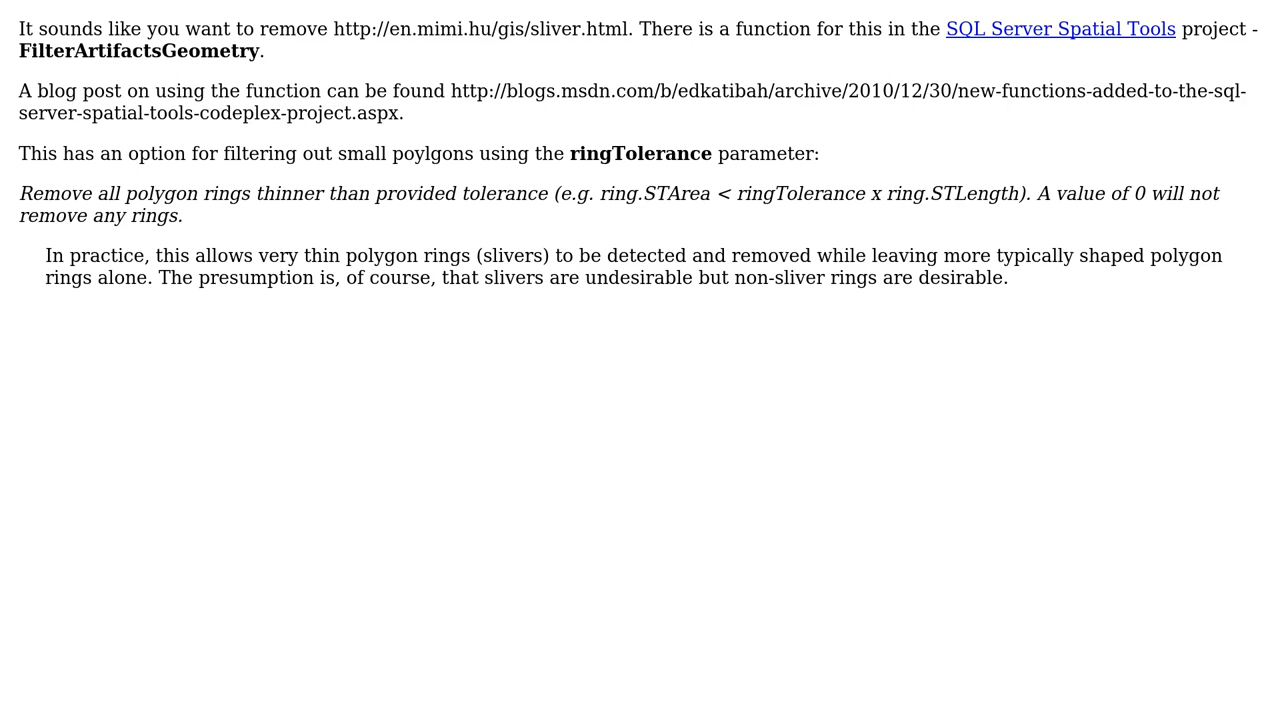 It sounds like you want to remove http://en.mimi.hu/gis/sliver.html. There is a function for this in the SQL Server Spatial Tools project -
FilterArtifactsGeometry.
A blog post on using the function can be found http://blogs.msdn.com/b/edkatibah/archive/2010/12/30/new-functions-added-to-the-sql-
server-spatial-tools-codeplex-project.aspx.
This has an option for filtering out small poylgons using the ringTolerance parameter:
Remove all polygon rings thinner than provided tolerance (e.g. ring.STArea < ringTolerance x ring.STLength). A value of 0 will not
remove any rings.
In practice, this allows very thin polygon rings (slivers) to be detected and removed while leaving more typically shaped polygon
rings alone. The presumption is, of course, that slivers are undesirable but non-sliver rings are desirable.